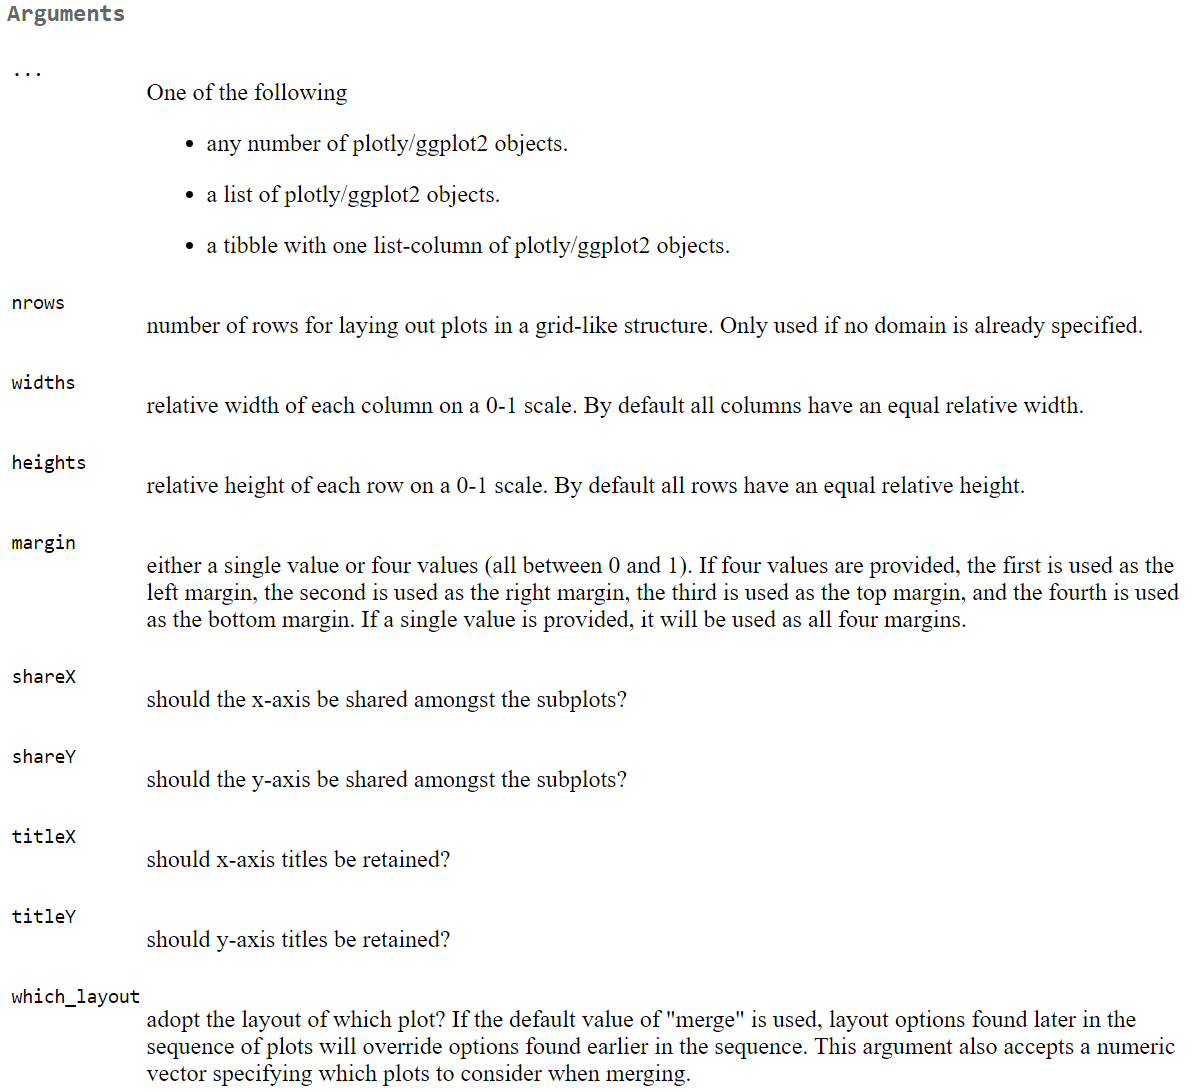 Arguments
...
One of the following
• any number of plotly/ggplot2 objects.
• a list of plotly/ggplot2 objects.
• a tibble with one list-column of plotly/ggplot2 objects.
nrows
number of rows for laying out plots in a grid-like structure. Only used if no domain is already specified.
widths
relative width of each column on a 0-1 scale. By default all columns have an equal relative width.
heights
relative height of each row on a 0-1 scale. By default all rows have an equal relative height.
margin
either a single value or four values (all between 0 and 1). If four values are provided, the first is used as the
left margin, the second is used as the right margin, the third is used as the top margin, and the fourth is used
as the bottom margin. If a single value is provided, it will be used as all four margins.
shareX
should the x-axis be shared amongst the subplots?
shareY
should the y-axis be shared amongst the subplots?
titleX
should x-axis titles be retained?
titleY
should y-axis titles be retained?
which_layout
adopt the layout of which plot? If the default value of "merge" is used, layout options found later in the
sequence of plots will override options found earlier in the sequence. This argument also accepts a numeric
vector specifying which plots to consider when merging.